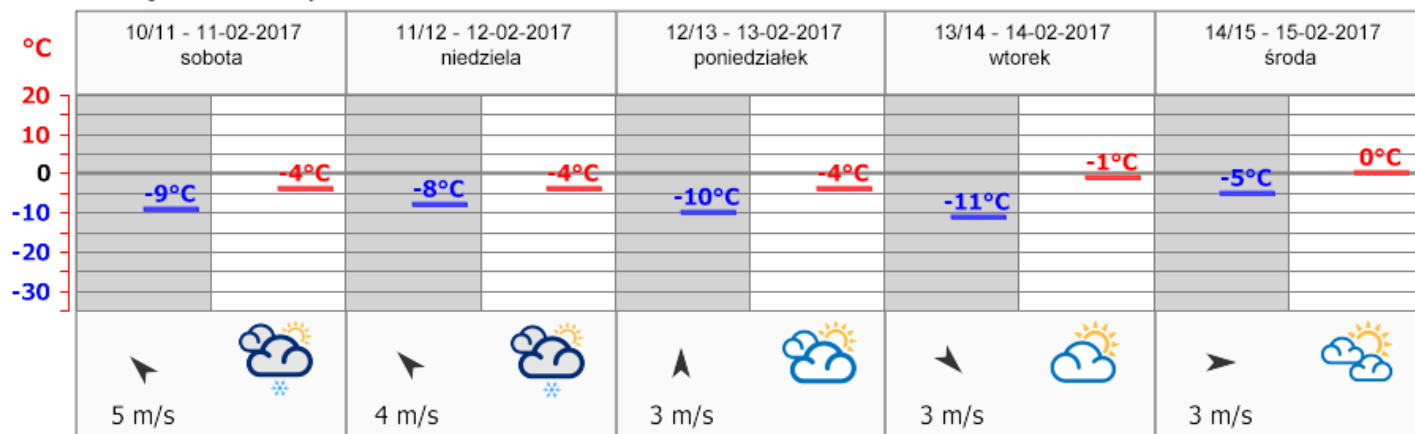 °C
10/11 - 11-02-2017
sobota
11/12 - 12-02-2017
niedziela
12/13 - 13-02-2017
poniedziałek
13/14 - 14-02-2017
wtorek
14/15 - 15-02-2017
środa
20
10
0
-10
-20
-30
-9°C
-4°C
-8°C
-4°C
-10°C
-4°C
-11°C
-1°C
-5°C
0°C
5 m/s
4 m/s
3 m/s
3 m/s
3 m/s